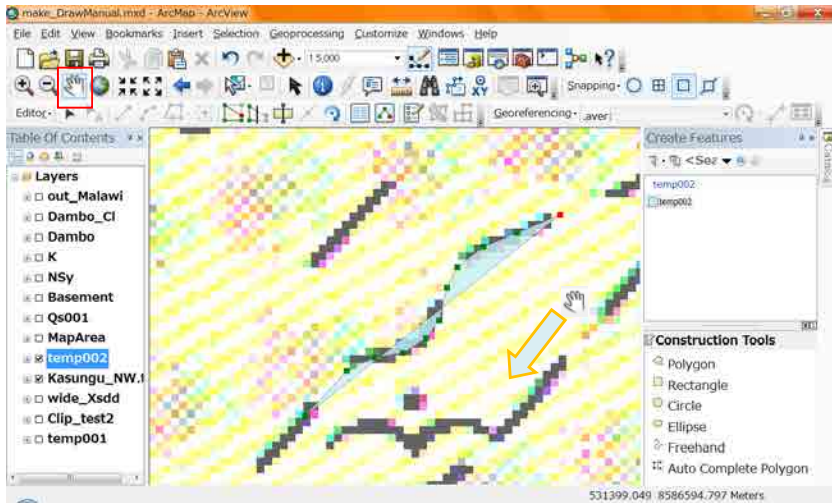 make_DrawManual.mxd - ArcMap - ArcView
File Edit View Bookmarks Insert Selection Geoprocessing Customize Windows Help
1:5,000
Snapping
Editor Georeferencing
Table Of Contents
Layers
out_Malawi
Dambo_Cl
Dambo
K
NSy
Basement
Qs001
MapArea
temp002
Kasungu_NW.t
wide_Xsdd
Clip_test2
temp001
Create Features
temp002
temp002
Catalog
Construction Tools
Polygon
Rectangle
Circle
Ellipse
Freehand
Auto Complete Polygon
531399.049 8586594.797 Meters